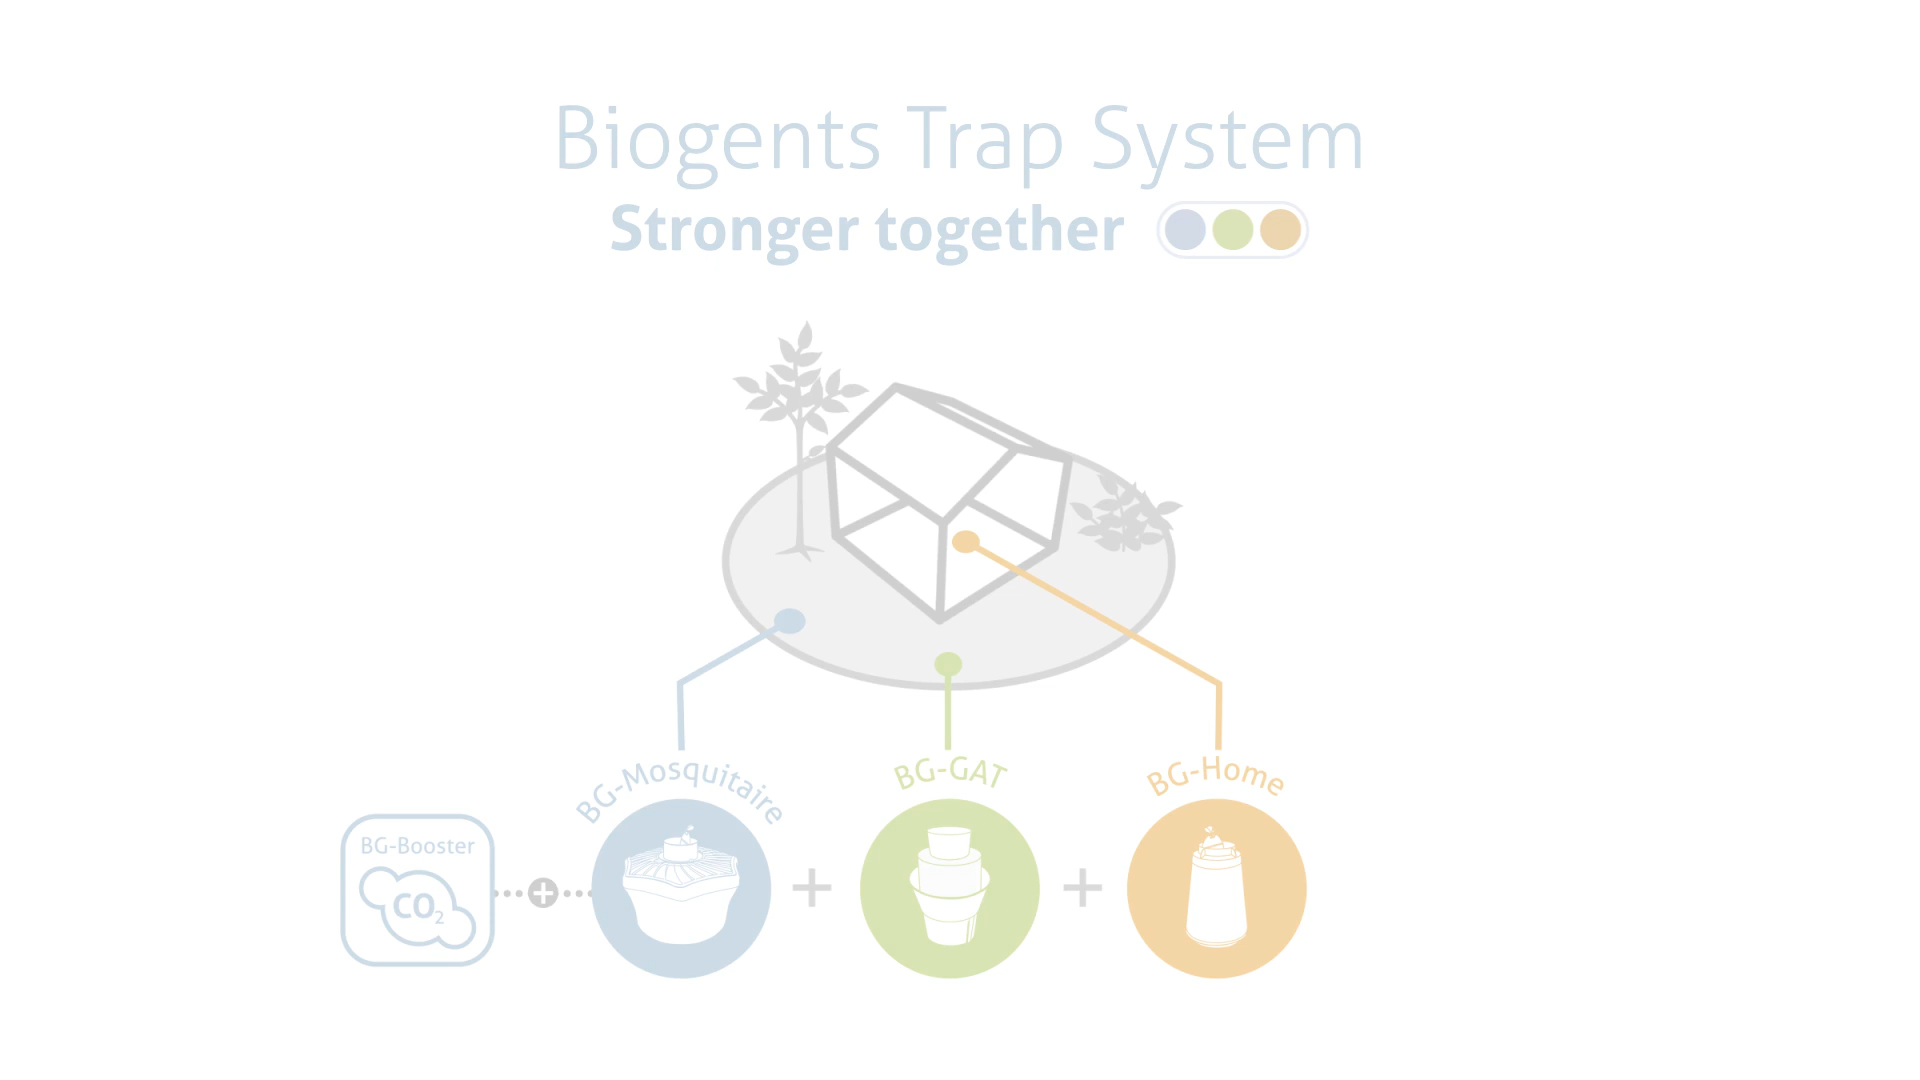 Biogents Trap System
Stronger together
BG-Mosquitaire
BG-GAT
BG-Home
BG-Booster
CO₂